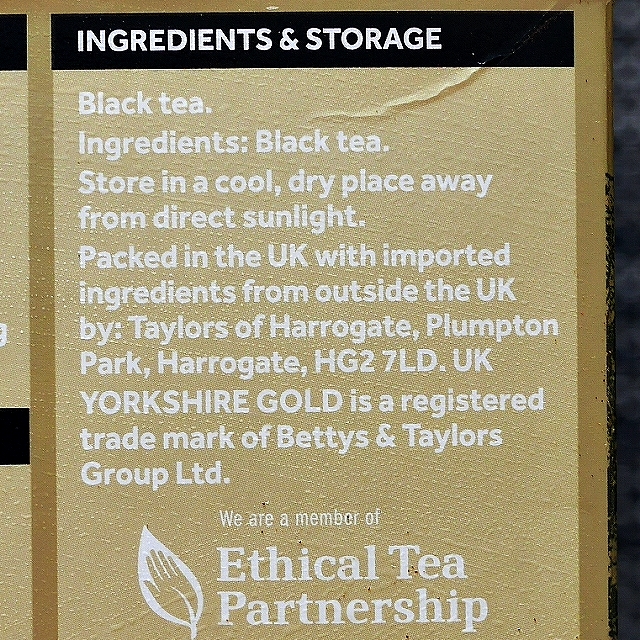 INGREDIENTS & STORAGE
Black tea.
Ingredients: Black tea.
Store in a cool, dry place away
from direct sunlight.
Packed in the UK with imported
ingredients from outside the UK
by: Taylors of Harrogate, Plumpton
Park, Harrogate, HG2 7LD. UK
YORKSHIRE GOLD is a registered
trade mark of Bettys & Taylors
Group Ltd.
We are a member of
Ethical Tea
Partnership